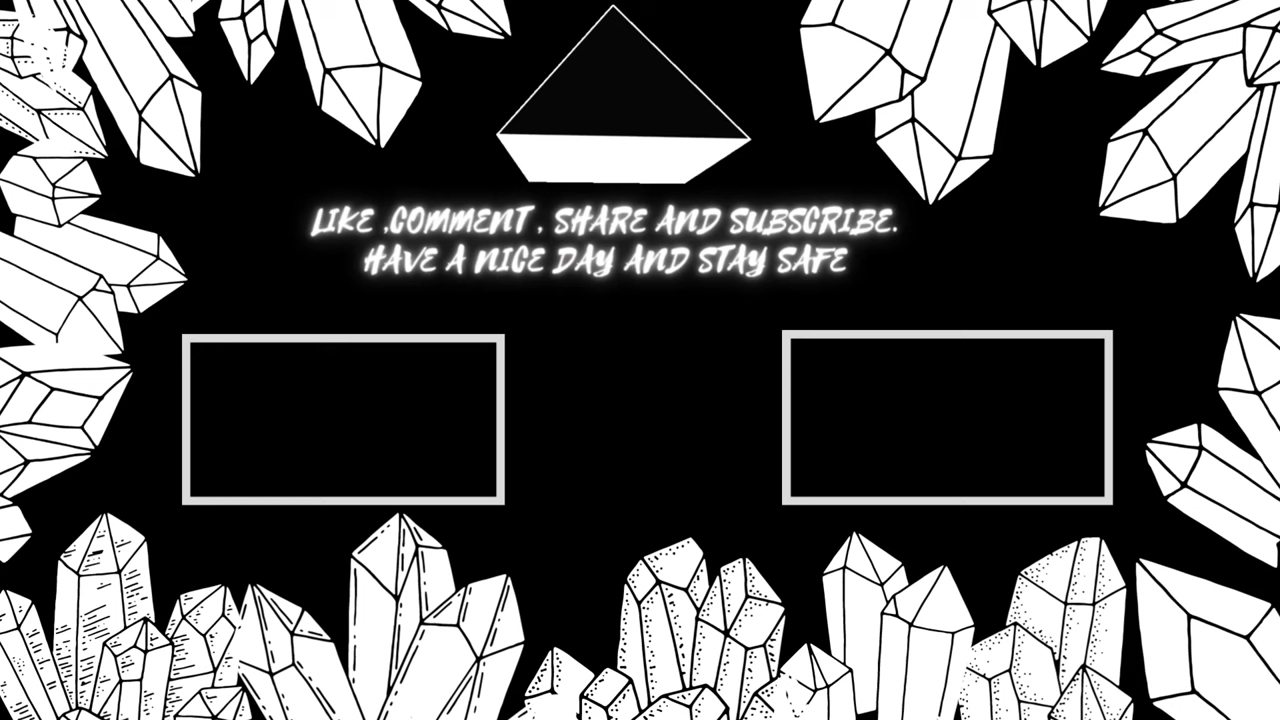 LIKE ,COMMENT , SHARE AND SUBSCRIBE.
HAVE A NICE DAY AND STAY SAFE